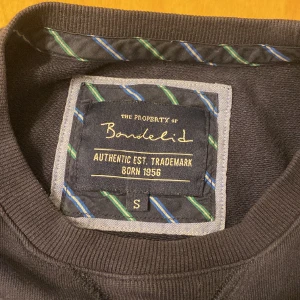 THE PROPERTY OF
Bondelid
AUTHENTIC EST. TRADEMARK
BORN 1956
S